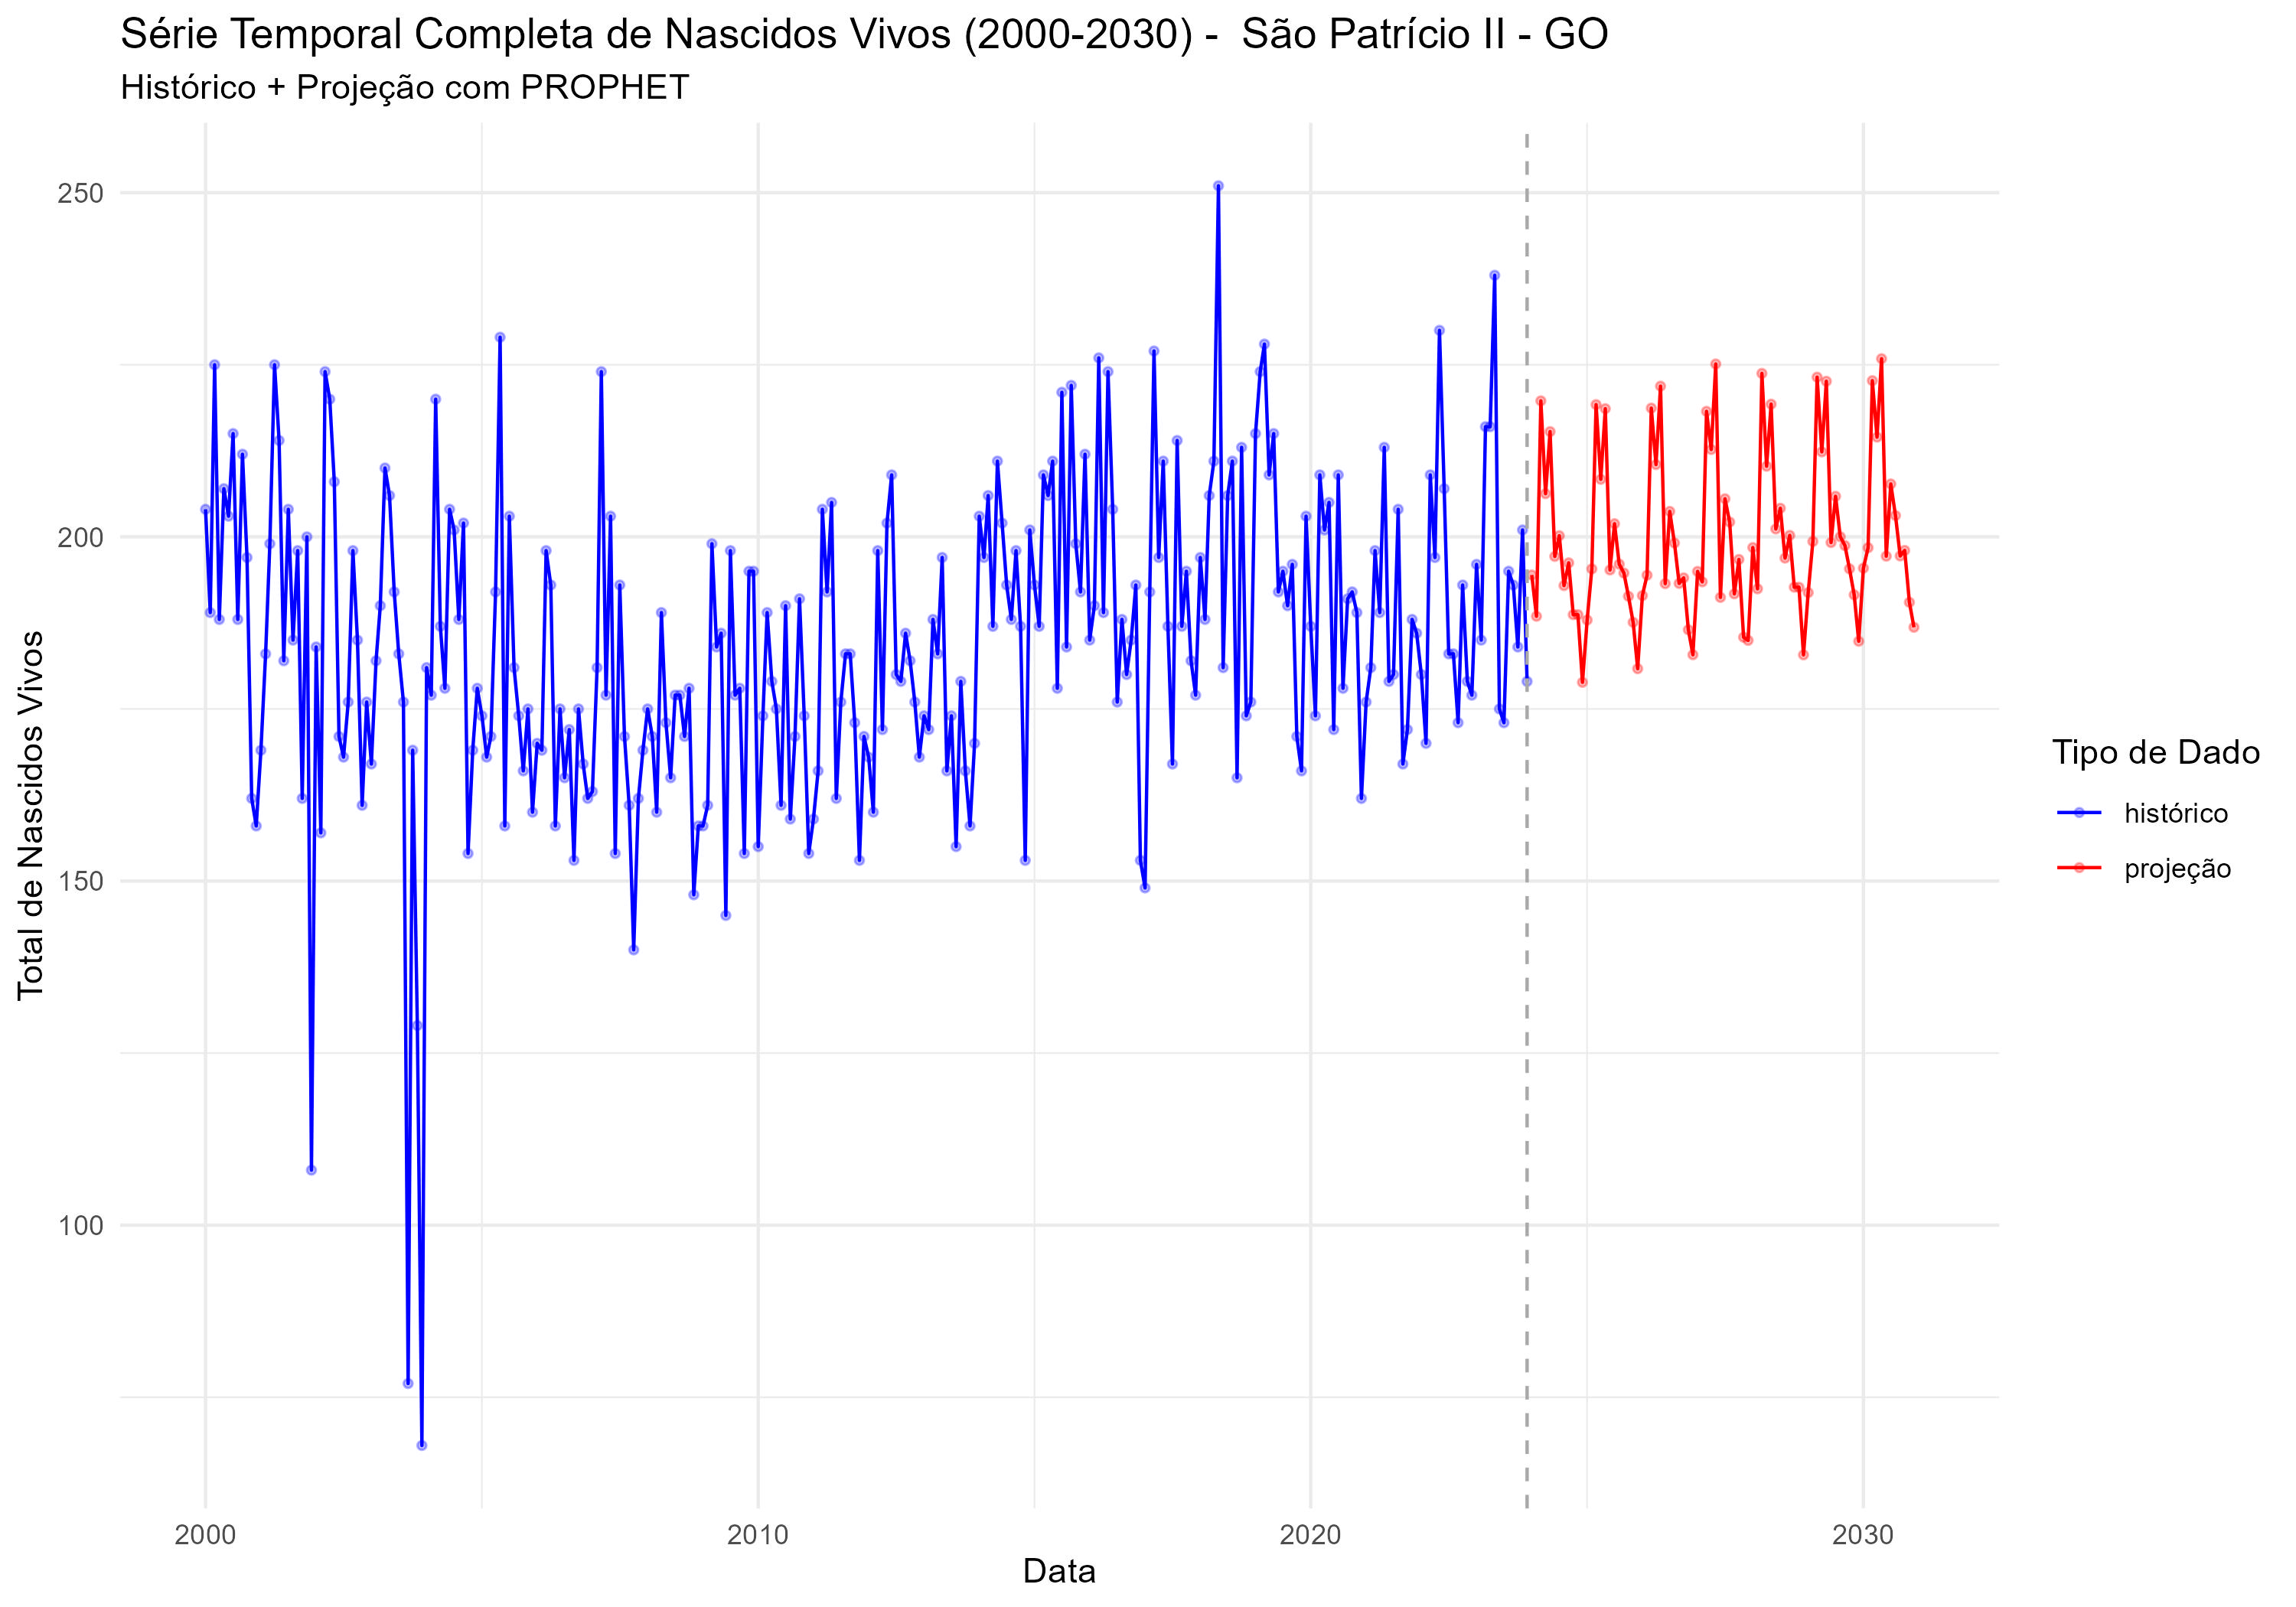 Série Temporal Completa de Nascidos Vivos (2000-2030) -  São Patrício II - GO
Histórico + Projeção com PROPHET
Total de Nascidos Vivos
250
200
150
100
2000
2010
2020
2030
Data
Tipo de Dado
histórico
projeção